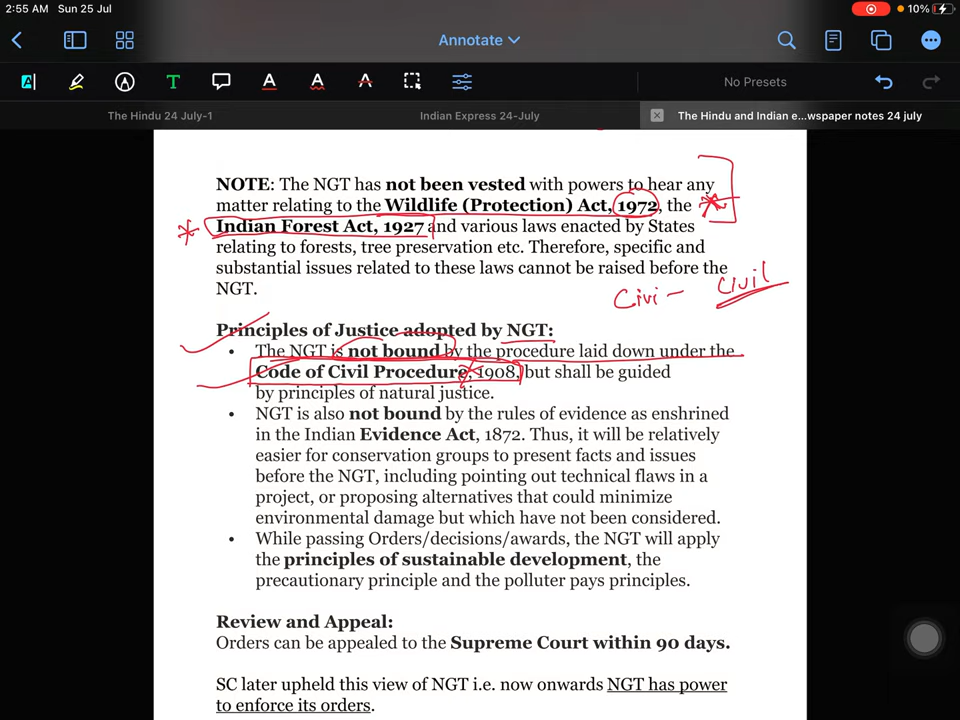 2:55 AM Sun 25 Jul
10%
Annotate
No Presets
The Hindu 24 July-1
Indian Express 24-July
The Hindu and Indian e...wspaper notes 24 july
NOTE: The NGT has not been vested with powers to hear any
matter relating to the Wildlife (Protection) Act, 1972, the
Indian Forest Act, 1927 and various laws enacted by States
relating to forests, tree preservation etc. Therefore, specific and
substantial issues related to these laws cannot be raised before the
NGT.
Civi – Civil
Principles of Justice adopted by NGT:
• The NGT is not bound by the procedure laid down under the
Code of Civil Procedure, 1908, but shall be guided
by principles of natural justice.
• NGT is also not bound by the rules of evidence as enshrined
in the Indian Evidence Act, 1872. Thus, it will be relatively
easier for conservation groups to present facts and issues
before the NGT, including pointing out technical flaws in a
project, or proposing alternatives that could minimize
environmental damage but which have not been considered.
• While passing Orders/decisions/awards, the NGT will apply
the principles of sustainable development, the
precautionary principle and the polluter pays principles.
Review and Appeal:
Orders can be appealed to the Supreme Court within 90 days.
SC later upheld this view of NGT i.e. now onwards NGT has power
to enforce its orders.